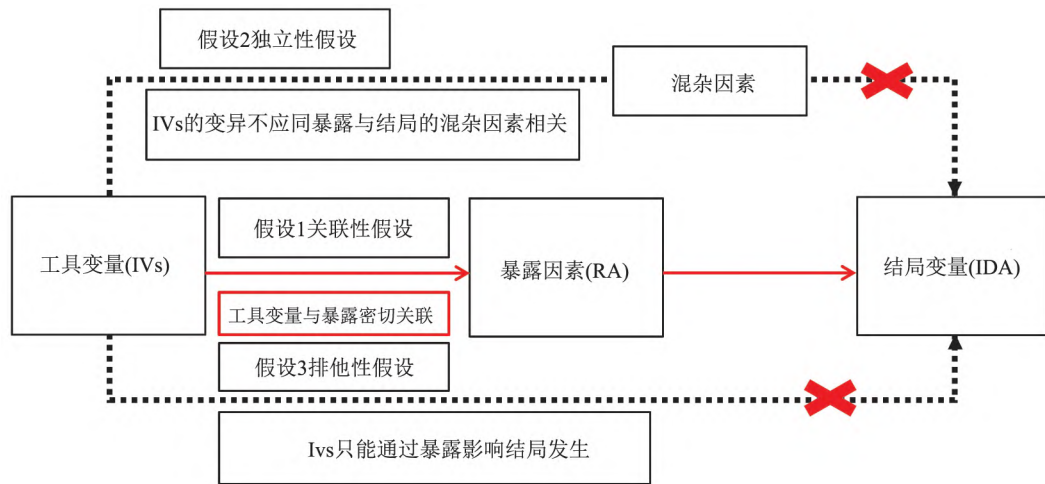 假设2独立性假设
混杂因素
IVs的变异不应同暴露与结局的混杂因素相关
假设1关联性假设
工具变量(IVs)
暴露因素(RA)
结局变量(IDA)
工具变量与暴露密切关联
假设3排他性假设
Ivs只能通过暴露影响结局发生